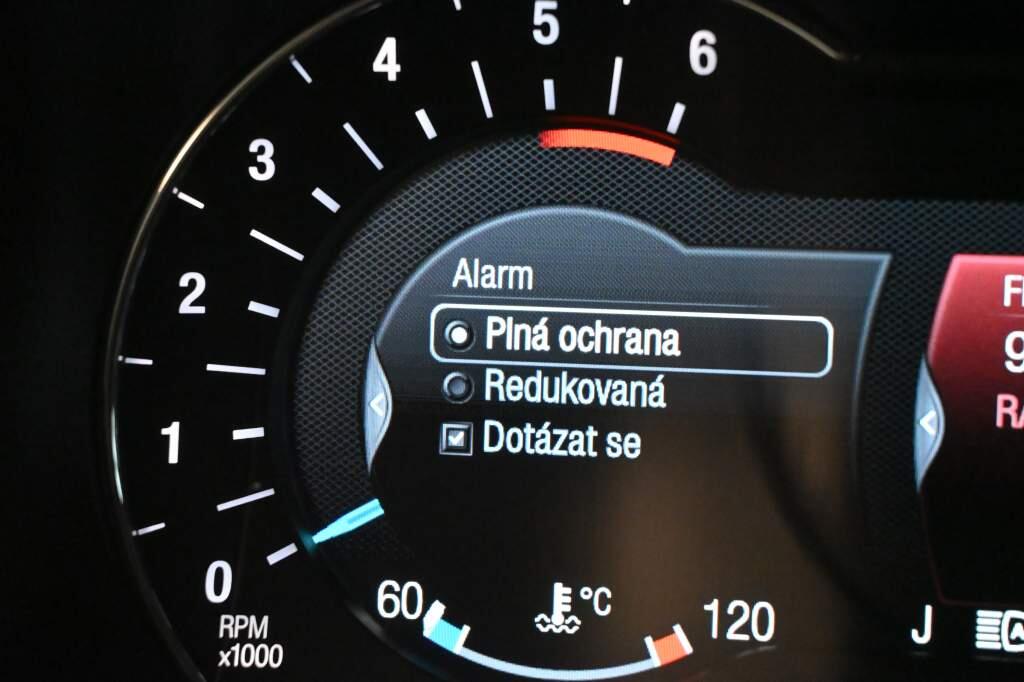 5
4
6
3
2
1
0
RPM
x1000
Alarm
Plná ochrana
Redukovaná
Dotázat se
60
°C
120
J